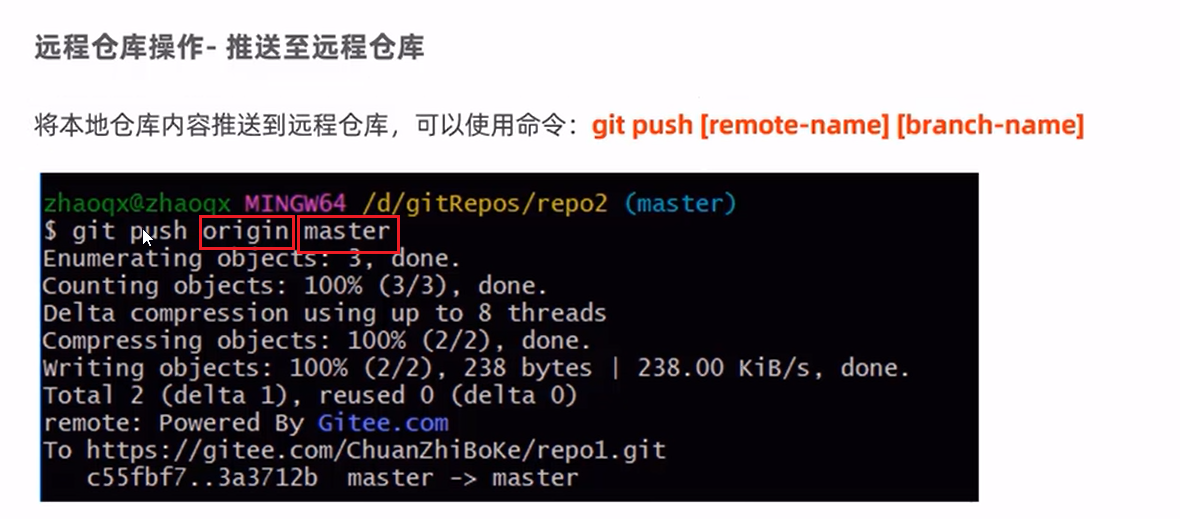 远程仓库操作- 推送至远程仓库
将本地仓库内容推送到远程仓库，可以使用命令：git push [remote-name] [branch-name]
zhaoqx@zhaoqx MINGW64 /d/gitRepos/repo2 (master)
$ git push origin master
Enumerating objects: 3, done.
Counting objects: 100% (3/3), done.
Delta compression using up to 8 threads
Compressing objects: 100% (2/2), done.
Writing objects: 100% (2/2), 238 bytes | 238.00 KiB/s, done.
Total 2 (delta 1), reused 0 (delta 0)
remote: Powered By Gitee.com
To https://gitee.com/ChuanZhiBoKe/repo1.git
   c55fbf7..3a3712b  master -> master